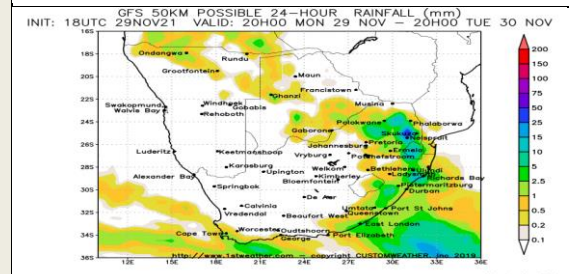 GFS 50KM POSSIBLE 24-HOUR RAINFALL (mm)
INIT: 18UTC 29NOV21 VALID: 20H00 MON 29 NOV - 20H00 TUE 30 NOV
16S
18S
20S
22S
24S
26S
28S
30S
32S
34S
36S
Ondangwa
Rundu
Grootfontein
Maun
Ghanzi
Francistown
Swakopmund
Walvis Bay
Windhoek
Gobabis
Rehoboth
Musina
Polokwane
Phalaborwa
Gaborone
Skukuza
Nelspruit
Pretoria
Johannesburg
Ermelo
Luderitz
Keetmanshoop
Vryburg
Potchefstroom
Karasburg
Upington
Welkom
Bethlehem
Ladysmith
Ulundi
Richards Bay
Alexander Bay
Kimberley
Bloemfontein
Springbok
Pietermaritzburg
Durban
De Aar
Calvinia
Vredendal
Beaufort West
Umtata
Queenstown
Port St Johns
East London
Cape Town
Worcester
Oudtshoorn
George
Port Elizabeth
12E
15E
18E
21E
24E
27E
30E
33E
36E
http://www.1stweather.com - copyright CUSTOMWEATHER, Inc 2019
200
150
100
75
50
25
15
10
5
2.5
1
0.5
0.2
0.1